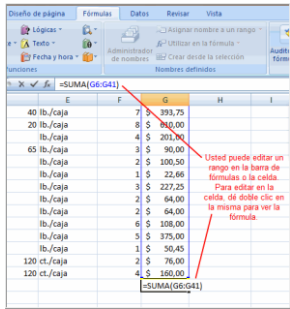 Diseño de página Fórmulas Datos Revisar Vista
Lógicas Asignar nombre a un rango
Texto Utilizar en la fórmula
Administrador de nombres
Fecha y hora Crear desde la selección
funciones Nombres definidos
=SUMA(G6:G41)
E F G H I
40 lb./caja 7 $ 393,75
20 lb./caja 8 $ 610,00
lb./caja 4 $ 201,00
65 lb./caja 3 $ 90,00
lb./caja 2 $ 100,50
lb./caja 1 $ 22,66
lb./caja 3 $ 227,25
lb./caja 2 $ 64,00
lb./caja 2 $ 64,00
lb./caja 6 $ 108,00
lb./caja 5 $ 375,00
lb./caja 1 $ 50,45
120 ct./caja 2 $ 76,00
120 ct./caja 4 $ 160,00
=SUMA(G6:G41)
Usted puede editar un
rango en la barra de
fórmulas o la celda.
Para editar en la
celda, dé doble clic en
la misma para ver la
fórmula.